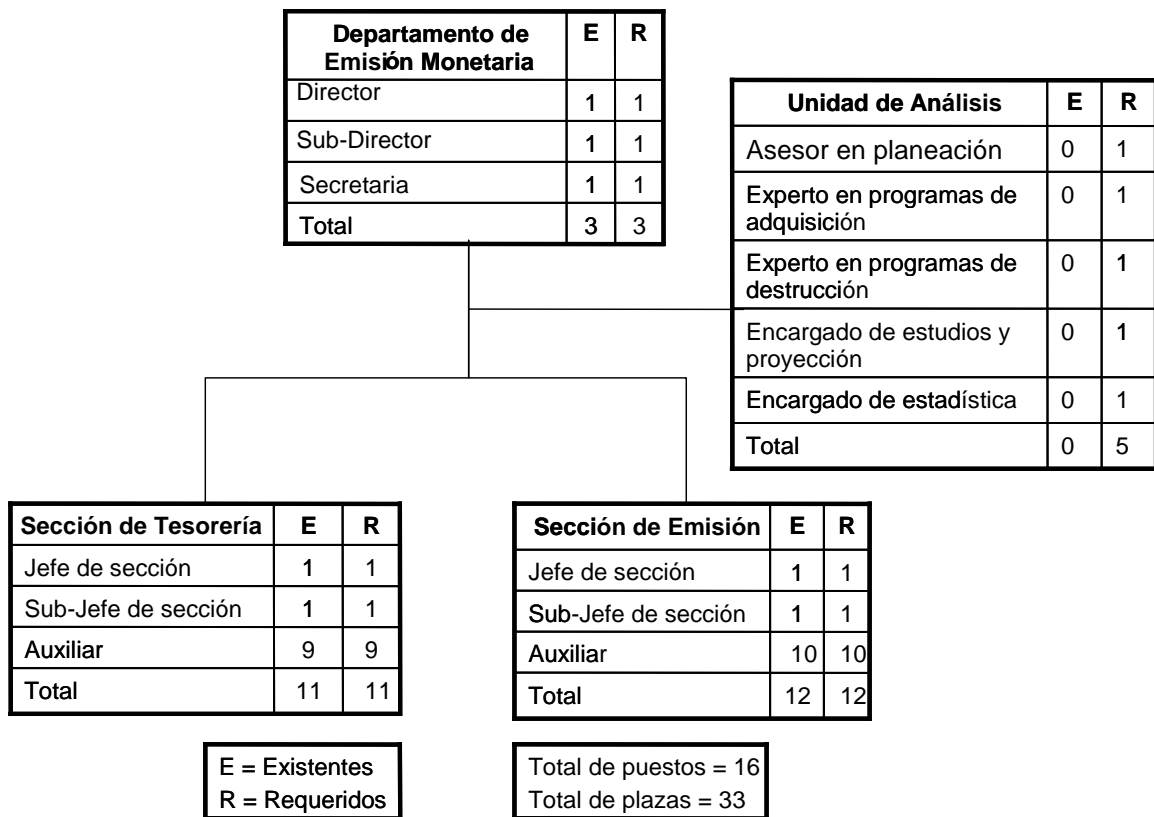 Departamento de E R
Emisión Monetaria
Director 1 1
Sub-Director 1 1
Secretaria 1 1
Total 3 3
Unidad de Análisis E R
Asesor en planeación 0 1
Experto en programas de 0 1
adquisición
Experto en programas de 0 1
destrucción
Encargado de estudios y 0 1
proyección
Encargado de estadística 0 1
Total 0 5
Sección de Tesorería E R
Jefe de sección 1 1
Sub-Jefe de sección 1 1
Auxiliar 9 9
Total 11 11
Sección de Emisión E R
Jefe de sección 1 1
Sub-Jefe de sección 1 1
Auxiliar 10 10
Total 12 12
E = Existentes
R = Requeridos
Total de puestos = 16
Total de plazas = 33